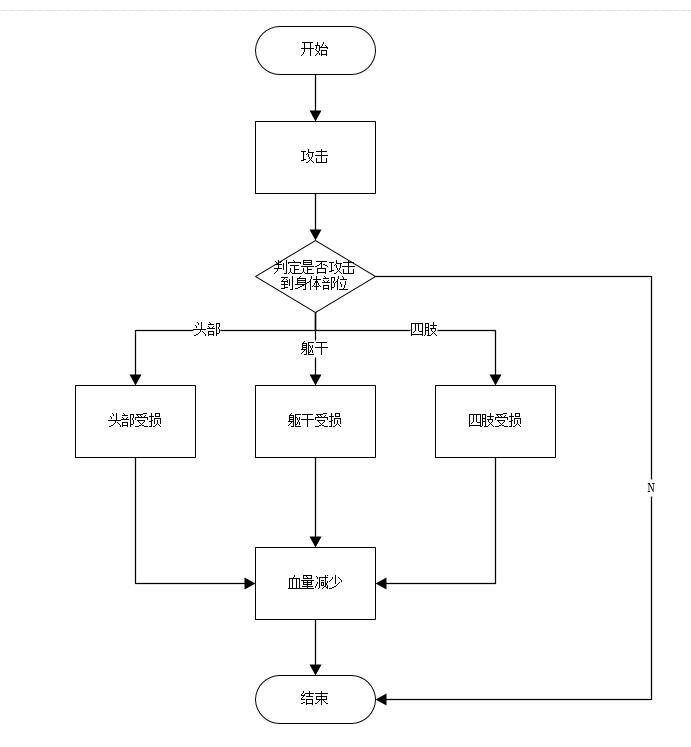 开始
攻击
判定是否攻击
到身体部位
头部
四肢
躯干
头部受损
躯干受损
四肢受损
N
血量减少
结束